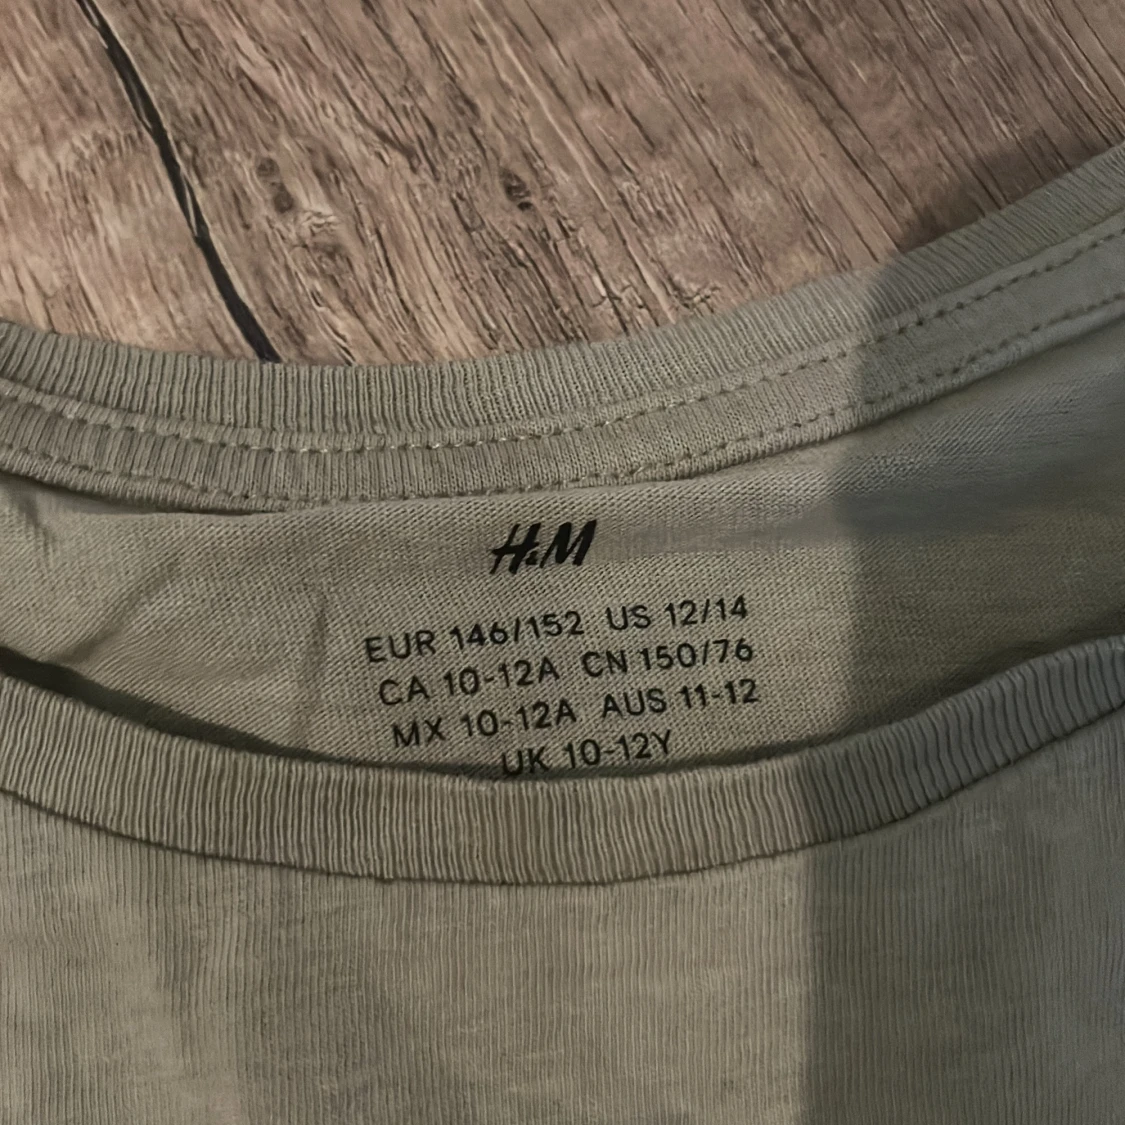 H&M
EUR 146/152 US 12/14
CA 10-12A CN 150/76
MX 10-12A AUS 11-12
UK 10-12Y